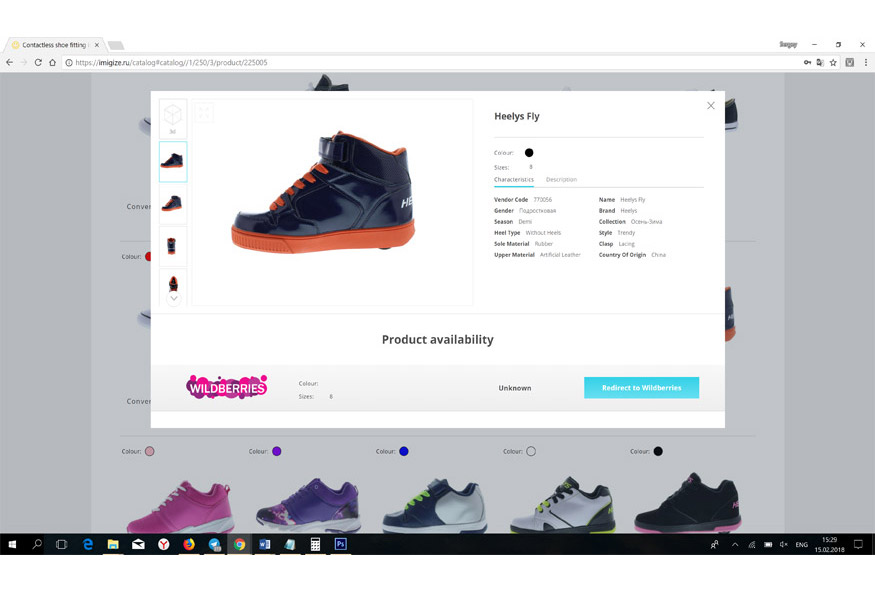 Contactless shoe fitting
https://imigize.ru/catalog#catalog//1/250/3/product/225005
3d
Heelys Fly
Colour:
Sizes: 8
Characteristics Description
Vendor Code 773056 Name Heelys Fly
Gender Подростковая Brand Heelys
Season Demi Collection Осень-Зима
Heel Type Without Heels Style Trendy
Sole Material Rubber Clasp Lacing
Upper Material Artificial Leather Country Of Origin China
Conver
Colour:
Product availability
WILDBERRIES
Colour:
Sizes: 8
Unknown
Redirect to Wildberries
Conver
Colour: Colour: Colour: Colour: Colour:
W Ps
ENG
15:29
15.02.2018